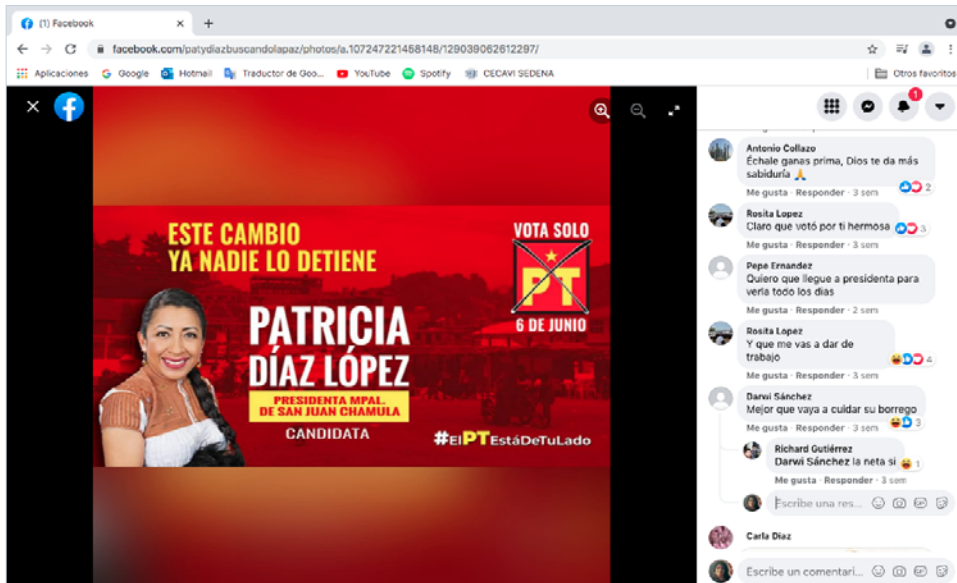 (1) Facebook
facebook.com/patydiazbuscandolapaz/photos/a.107247221458148/129039062612297/
Aplicaciones
Google
Hotmail
Traductor de Goo...
YouTube
Spotify
CECAVI SEDENA
Otros favoritos
1
ESTE CAMBIO
YA NADIE LO DETIENE
VOTA SOLO
PT
6 DE JUNIO
PATRICIA
DÍAZ LÓPEZ
PRESIDENTA MPAL.
DE SAN JUAN CHAMULA
CANDIDATA
#ElPTEstáDeTuLado
Antonio Collazo
Échale ganas prima, Dios te da más
sabiduría 🙏
2
Me gusta · Responder · 3 sem
Rosita Lopez
Claro que votó por ti hermosa
3
Me gusta · Responder · 3 sem
Pepe Ernandez
Quiero que llegue a presidenta para
verla todo los dias
Me gusta · Responder · 2 sem
Rosita Lopez
Y que me vas a dar de
trabajo
4
Me gusta · Responder · 3 sem
Darwi Sánchez
Mejor que vaya a cuidar su borrego
3
Me gusta · Responder · 3 sem
Richard Gutiérrez
Darwi Sánchez la neta si
1
Me gusta · Responder · 3 sem
Escribe una res...
Carla Diaz
Escribe un comentari...